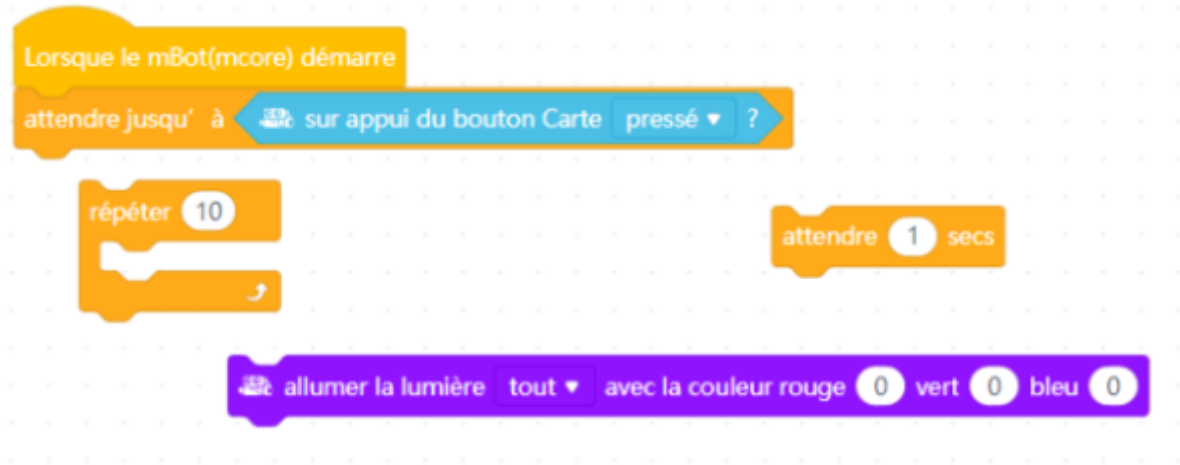 Lorsque le mBot(mcore) démarre
attendre jusqu' à sur appui du bouton Carte pressé ▾ ?
répéter 10
attendre 1 secs
allumer la lumière tout ▾ avec la couleur rouge 0 vert 0 bleu 0